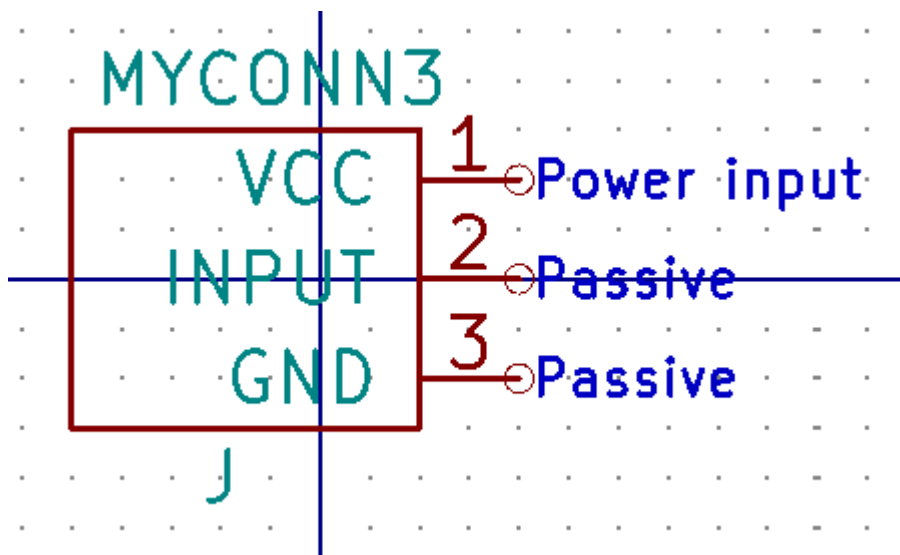 MYCONN3
VCC 1 Power input
INPUT 2 Passive
GND 3 Passive
J